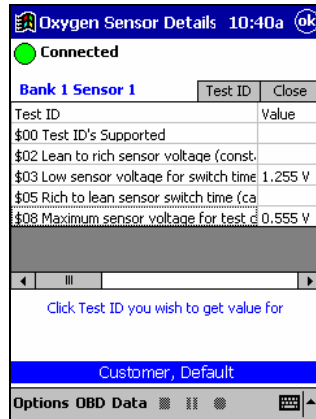 Oxygen Sensor Details 10:40a ok
Connected
Bank 1 Sensor 1 Test ID Close
Test ID Value
$00 Test ID's Supported
$02 Lean to rich sensor voltage (const.
$03 Low sensor voltage for switch time 1.255 V
$05 Rich to lean sensor switch time (ca
$08 Maximum sensor voltage for test c 0.555 V
Click Test ID you wish to get value for
Customer, Default
Options OBD Data